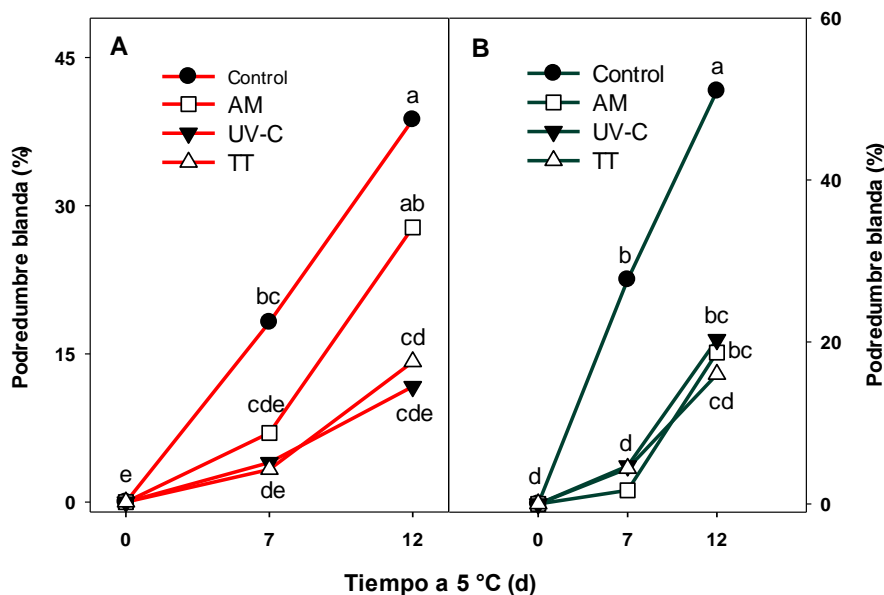 A
Control
AM
UV-C
TT
Podredumbre blanda (%)
45
30
15
0
e
bc
cde
de
a
ab
cd
cde
0
7
12
B
Control
AM
UV-C
TT
d
b
d
a
bc
bc
cd
0
7
12
60
40
20
0
Podredumbre blanda (%)
Tiempo a 5 °C (d)